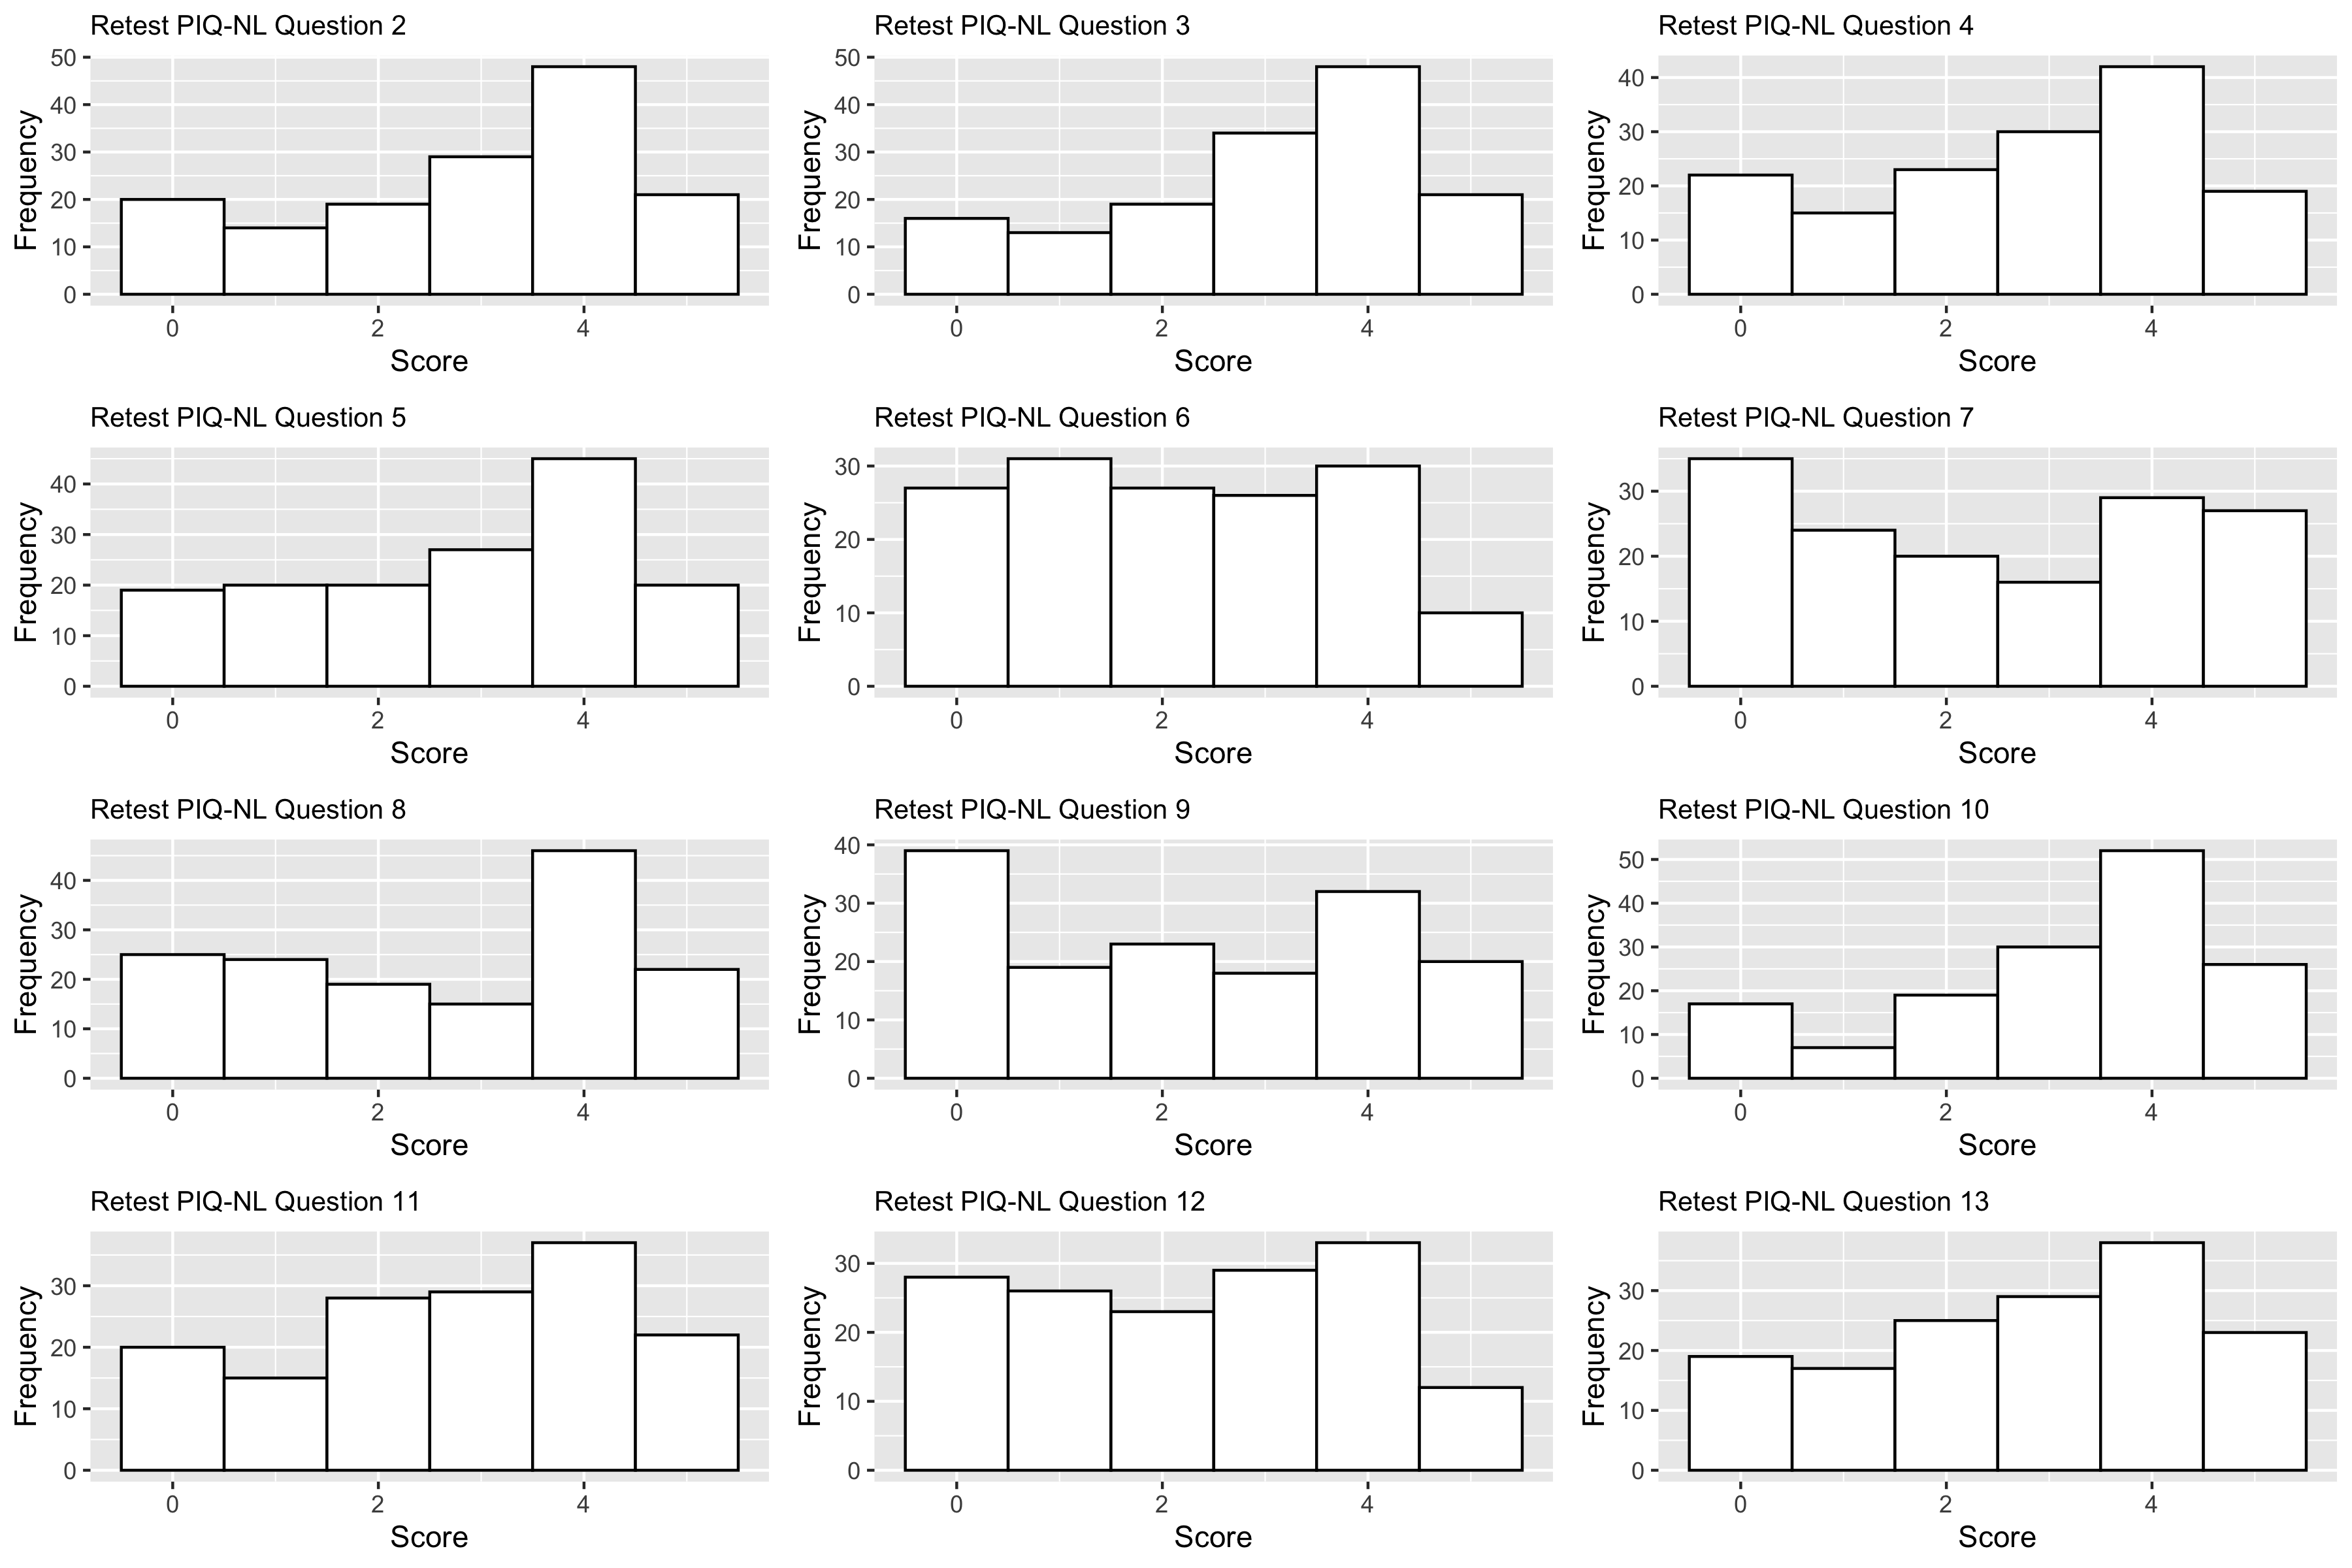 Retest PIQ-NL Question 2
50
40
30
20
10
0
Frequency
0 2 4
Score
Retest PIQ-NL Question 3
50
40
30
20
10
0
Frequency
0 2 4
Score
Retest PIQ-NL Question 4
40
30
20
10
0
Frequency
0 2 4
Score
Retest PIQ-NL Question 5
40
30
20
10
0
Frequency
0 2 4
Score
Retest PIQ-NL Question 6
30
20
10
0
Frequency
0 2 4
Score
Retest PIQ-NL Question 7
30
20
10
0
Frequency
0 2 4
Score
Retest PIQ-NL Question 8
40
30
20
10
0
Frequency
0 2 4
Score
Retest PIQ-NL Question 9
40
30
20
10
0
Frequency
0 2 4
Score
Retest PIQ-NL Question 10
50
40
30
20
10
0
Frequency
0 2 4
Score
Retest PIQ-NL Question 11
30
20
10
0
Frequency
0 2 4
Score
Retest PIQ-NL Question 12
30
20
10
0
Frequency
0 2 4
Score
Retest PIQ-NL Question 13
30
20
10
0
Frequency
0 2 4
Score